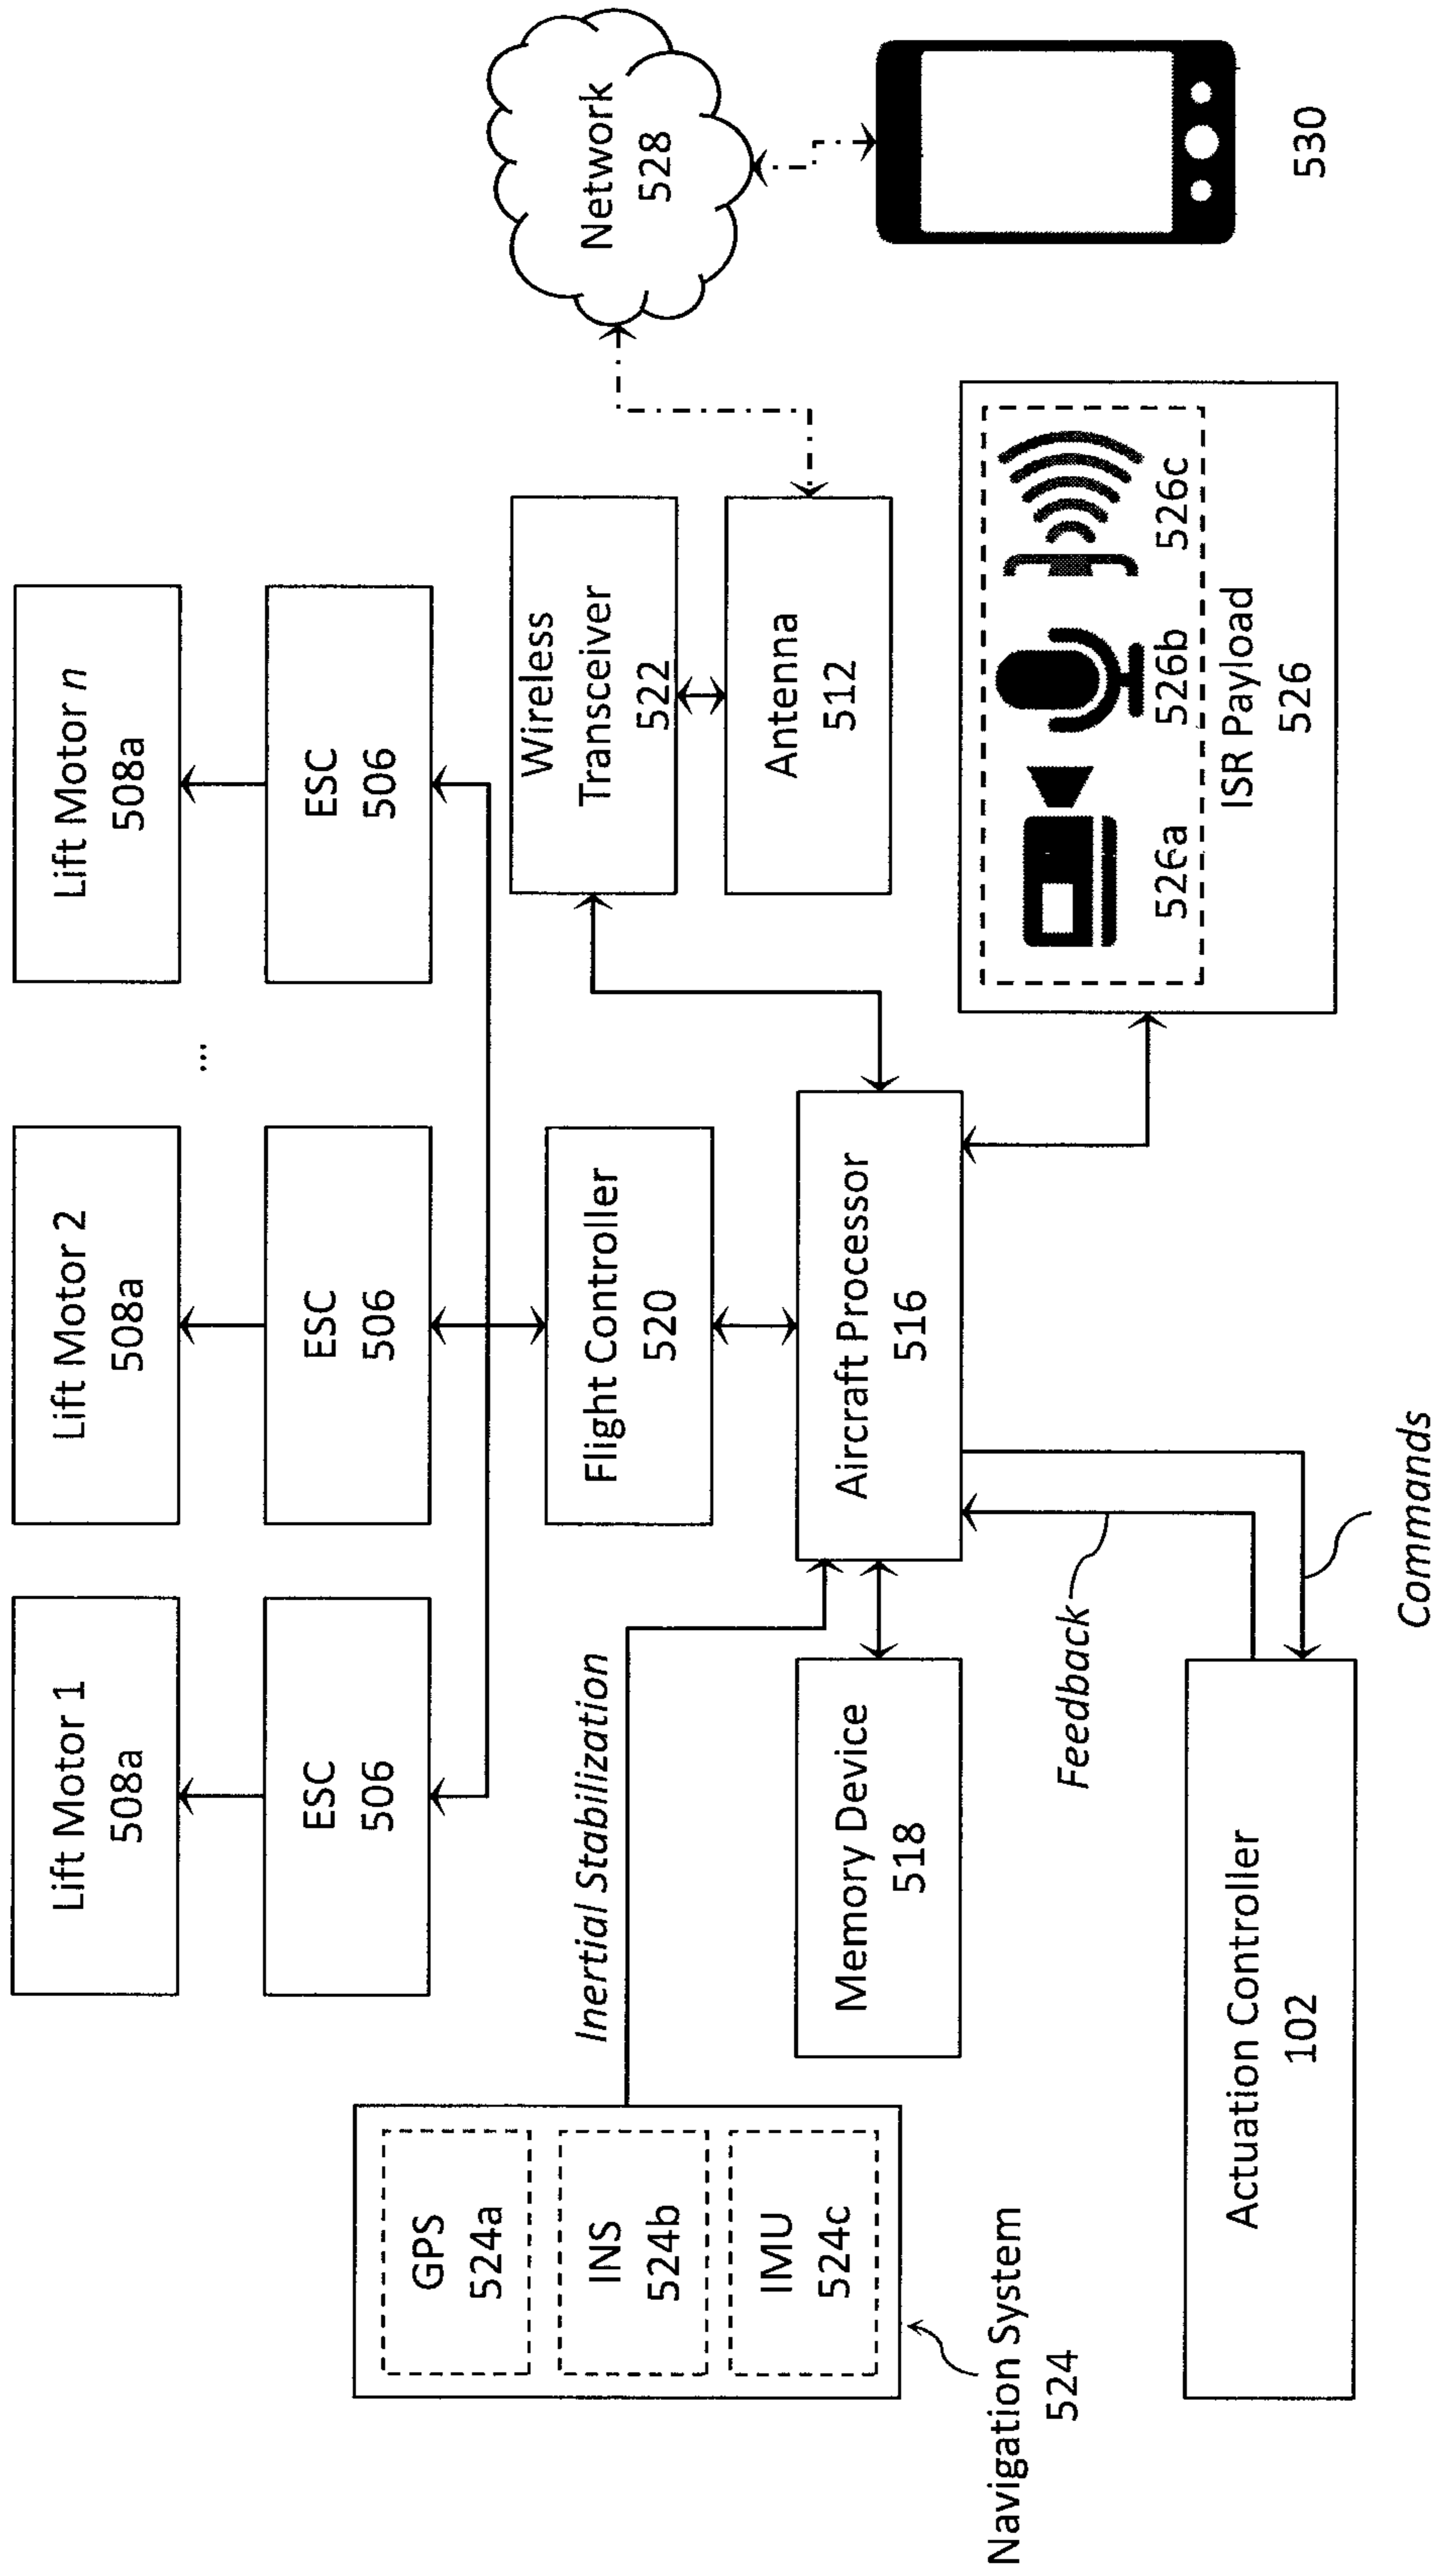 Lift Motor 1
508a
Lift Motor 2
508a
...
Lift Motor n
508a
ESC
506
ESC
506
ESC
506
GPS
524a
INS
524b
IMU
524c
Navigation System
524
Inertial Stabilization
Flight Controller
520
Wireless
Transceiver
522
Antenna
512
Network
528
530
Memory Device
518
Aircraft Processor
516
Feedback
Commands
Actuation Controller
102
526a
526b
526c
ISR Payload
526